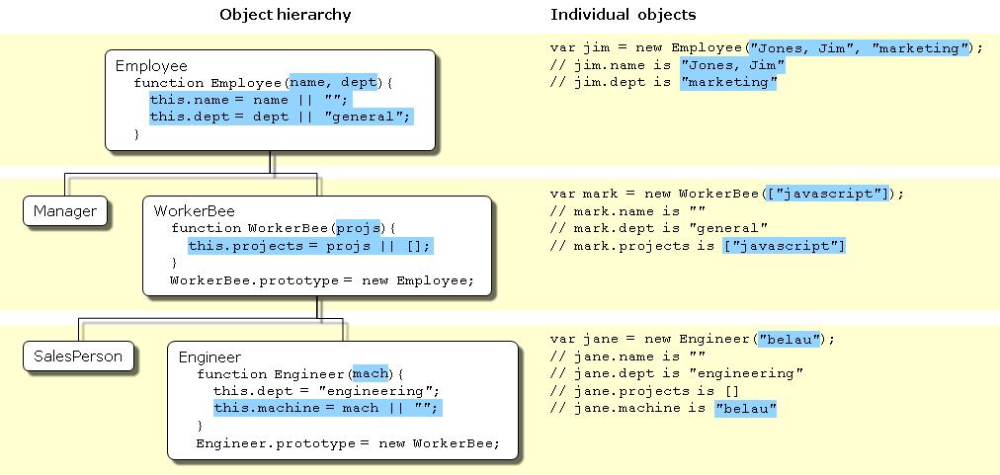 Object hierarchy
Individual objects
Employee
function Employee(name, dept){
this.name = name || "";
this.dept = dept || "general";
}
var jim = new Employee("Jones, Jim", "marketing");
// jim.name is "Jones, Jim"
// jim.dept is "marketing"
Manager
WorkerBee
function WorkerBee(projs){
this.projects = projs || [];
}
WorkerBee.prototype = new Employee;
var mark = new WorkerBee(["javascript"]);
// mark.name is ""
// mark.dept is "general"
// mark.projects is ["javascript"]
SalesPerson
Engineer
function Engineer(mach){
this.dept = "engineering";
this.machine = mach || "";
}
Engineer.prototype = new WorkerBee;
var jane = new Engineer("belau");
// jane.name is ""
// jane.dept is "engineering"
// jane.projects is []
// jane.machine is "belau"